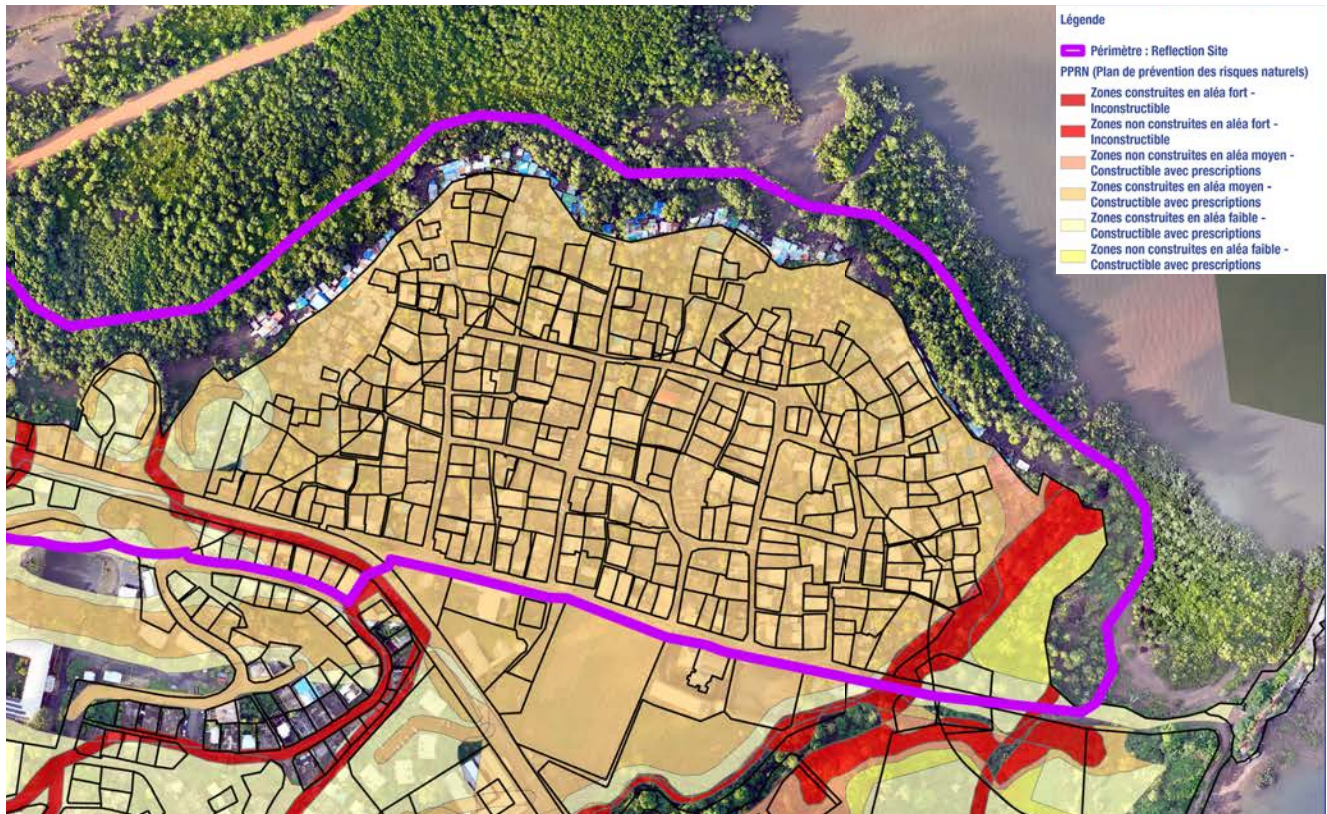 Légende
Périmètre : Reflection Site
PPRN (Plan de prévention des risques naturels)
Zones construites en aléa fort -
Inconstructible
Zones non construites en aléa fort -
Inconstructible
Zones non construites en aléa moyen -
Constructible avec prescriptions
Zones construites en aléa moyen -
Constructible avec prescriptions
Zones construites en aléa faible -
Constructible avec prescriptions
Zones non construites en aléa faible -
Constructible avec prescriptions